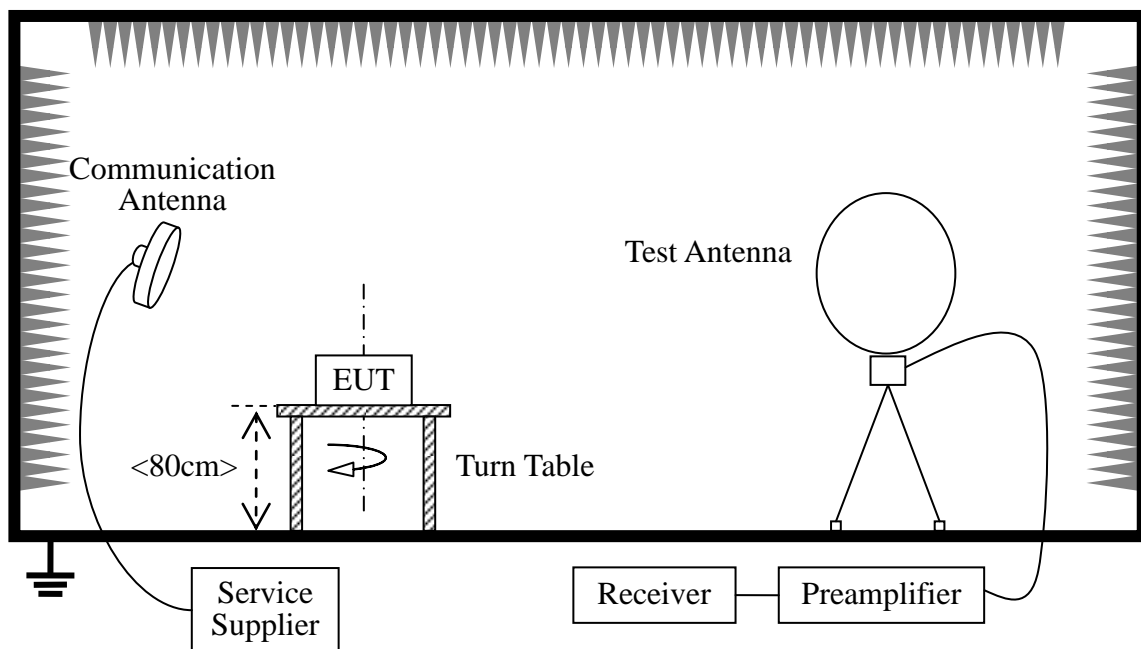 Communication
Antenna
Test Antenna
EUT
<80cm>
Turn Table
Service
Supplier
Receiver
Preamplifier